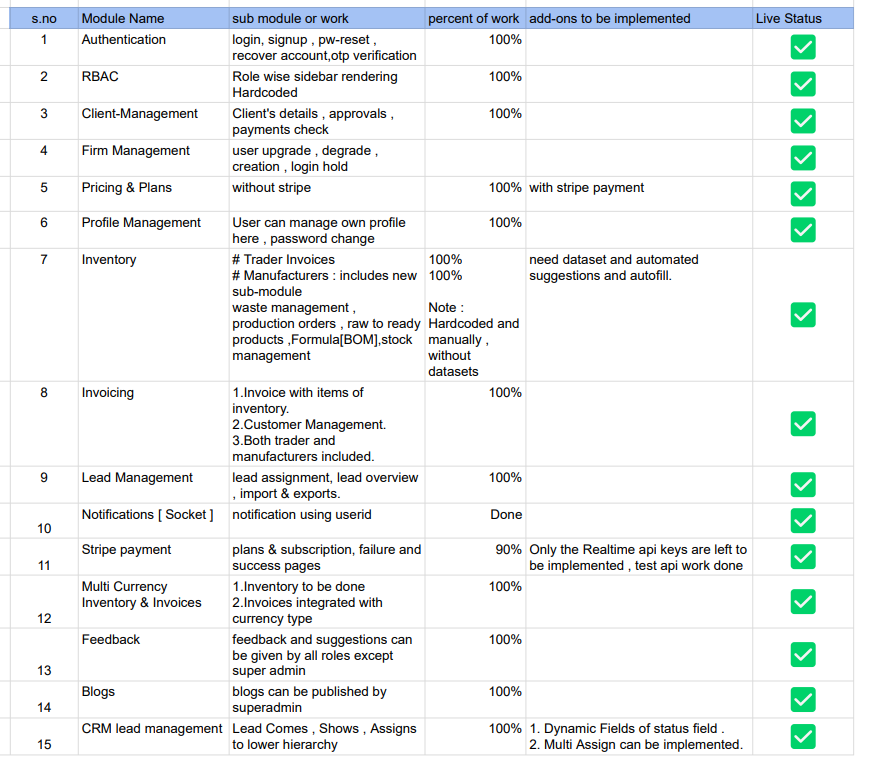 s.no Module Name sub module or work percent of work add-ons to be implemented Live Status
1 Authentication login, signup , pw-reset , 100%
recover account,otp verification
2 RBAC Role wise sidebar rendering 100%
Hardcoded
3 Client-Management Client's details , approvals , 100%
payments check
4 Firm Management user upgrade , degrade ,
creation , login hold
5 Pricing & Plans without stripe 100% with stripe payment
6 Profile Management User can manage own profile 100%
here , password change
7 Inventory # Trader Invoices 100% need dataset and automated
# Manufacturers : includes new 100% suggestions and autofill.
sub-module
waste management , Note :
production orders , raw to ready Hardcoded and
products ,Formula[BOM],stock manually ,
management without
datasets
8 Invoicing 1.Invoice with items of 100%
inventory.
2.Customer Management.
3.Both trader and
manufacturers included.
9 Lead Management lead assignment, lead overview 100%
, import & exports.
Notifications [ Socket ] notification using userid Done
10
Stripe payment plans & subscription, failure and 90% Only the Realtime api keys are left to
11 success pages be implemented , test api work done
Multi Currency 1.Inventory to be done 100%
Inventory & Invoices 2.Invoices integrated with
12 currency type
Feedback feedback and suggestions can 100%
be given by all roles except
13 super admin
Blogs blogs can be published by 100%
14 superadmin
CRM lead management Lead Comes , Shows , Assigns 100% 1. Dynamic Fields of status field .
15 to lower hierarchy 2. Multi Assign can be implemented.